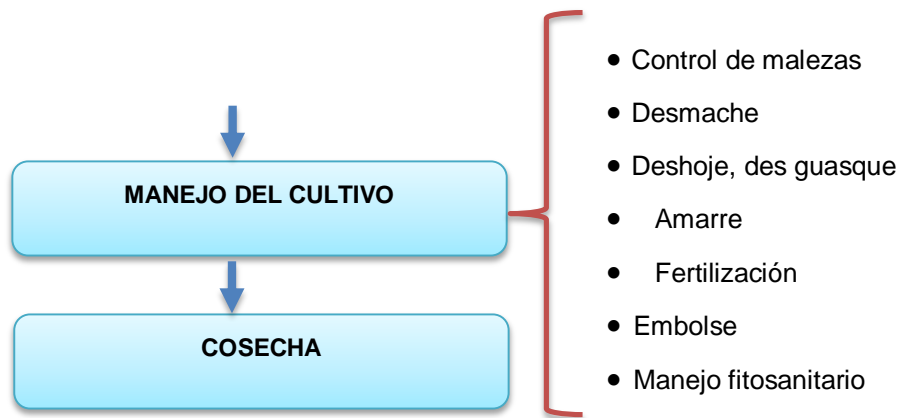 MANEJO DEL CULTIVO
COSECHA
• Control de malezas
• Desmache
• Deshoje, des guasque
• Amarre
• Fertilización
• Embolse
• Manejo fitosanitario